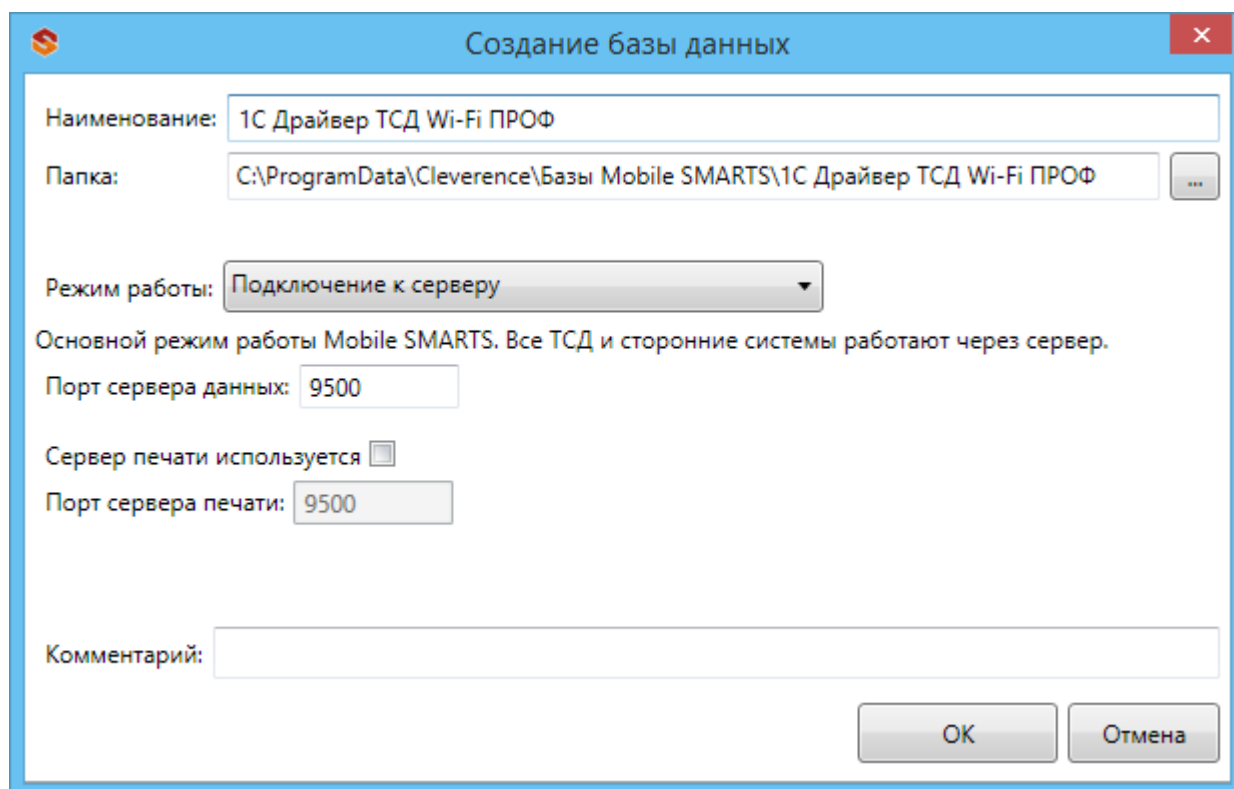 Создание базы данных
Наименование: 1С Драйвер ТСД Wi-Fi ПРОФ
Папка: C:\ProgramData\Cleverence\Базы Mobile SMARTS\1С Драйвер ТСД Wi-Fi ПРОФ ...
Режим работы: Подключение к серверу
Основной режим работы Mobile SMARTS. Все ТСД и сторонние системы работают через сервер.
Порт сервера данных: 9500
Сервер печати используется
Порт сервера печати: 9500
Комментарий:
ОК Отмена